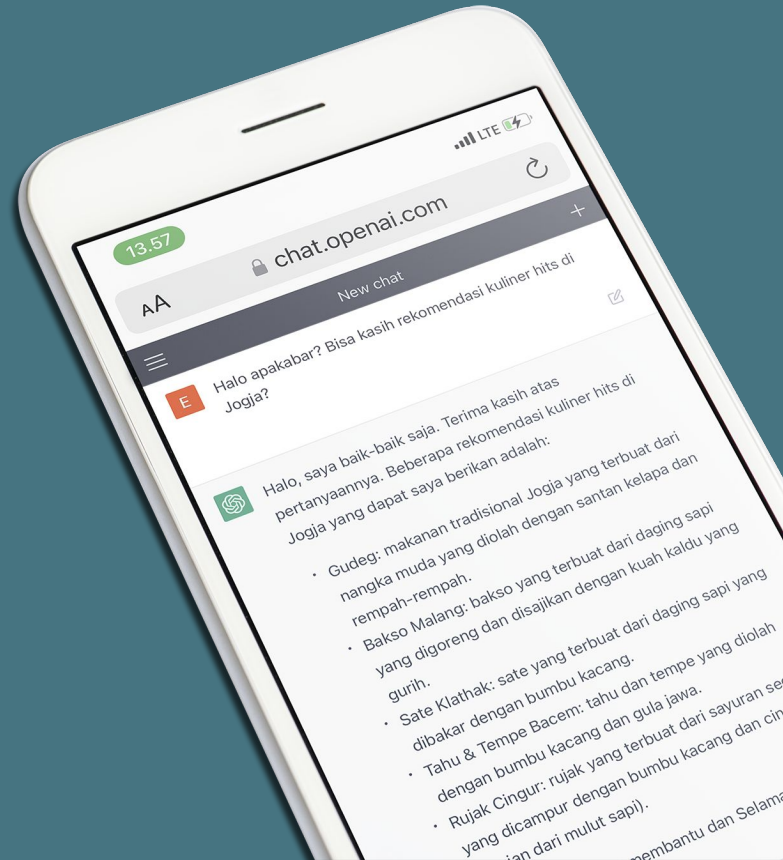 13.57
LTE
AA
chat.openai.com
New chat
E
Halo apakabar? Bisa kasih rekomendasi kuliner hits di
Jogja?
Halo, saya baik-baik saja. Terima kasih atas
pertanyaannya. Beberapa rekomendasi kuliner hits di
Jogja yang dapat saya berikan adalah:
Gudeg: makanan tradisional Jogja yang terbuat dari
nangka muda yang diolah dengan santan kelapa dan
rempah-rempah.
Bakso Malang: bakso yang terbuat dari daging sapi
yang digoreng dan disajikan dengan kuah kaldu yang
gurih.
Sate Klathak: sate yang terbuat dari daging sapi yang
dibakar dengan bumbu kacang.
Tahu & Tempe Bacem: tahu dan tempe yang diolah
dengan bumbu kacang dan gula jawa.
Rujak Cingur: rujak yang terbuat dari sayuran
yang dicampur dengan bumbu kacang dan
dari mulut sapi).
membantu dan